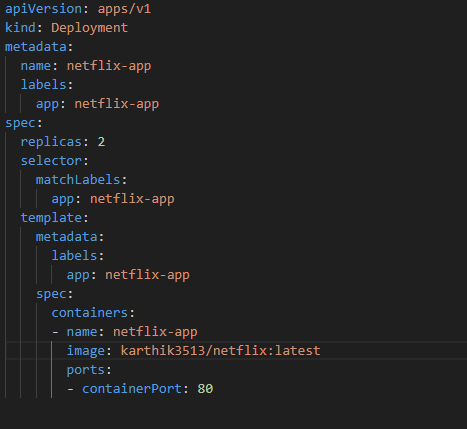 apiVersion: apps/v1
kind: Deployment
metadata:
  name: netflix-app
  labels:
    app: netflix-app
spec:
  replicas: 2
  selector:
    matchLabels:
      app: netflix-app
  template:
    metadata:
      labels:
        app: netflix-app
    spec:
      containers:
      - name: netflix-app
        image: karthik3513/netflix:latest
        ports:
        - containerPort: 80